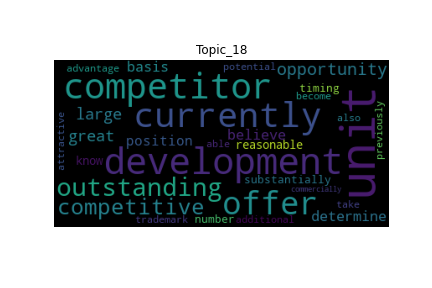 Topic_18
advantage
potential
basis
opportunity
competitor
timing
become
large
currently
also
great
believe
reasonable
position
previously
unit
attractive
know
able
development
outstanding
substantially
commercially
competitive
offer
take
determine
trademark
number
additional